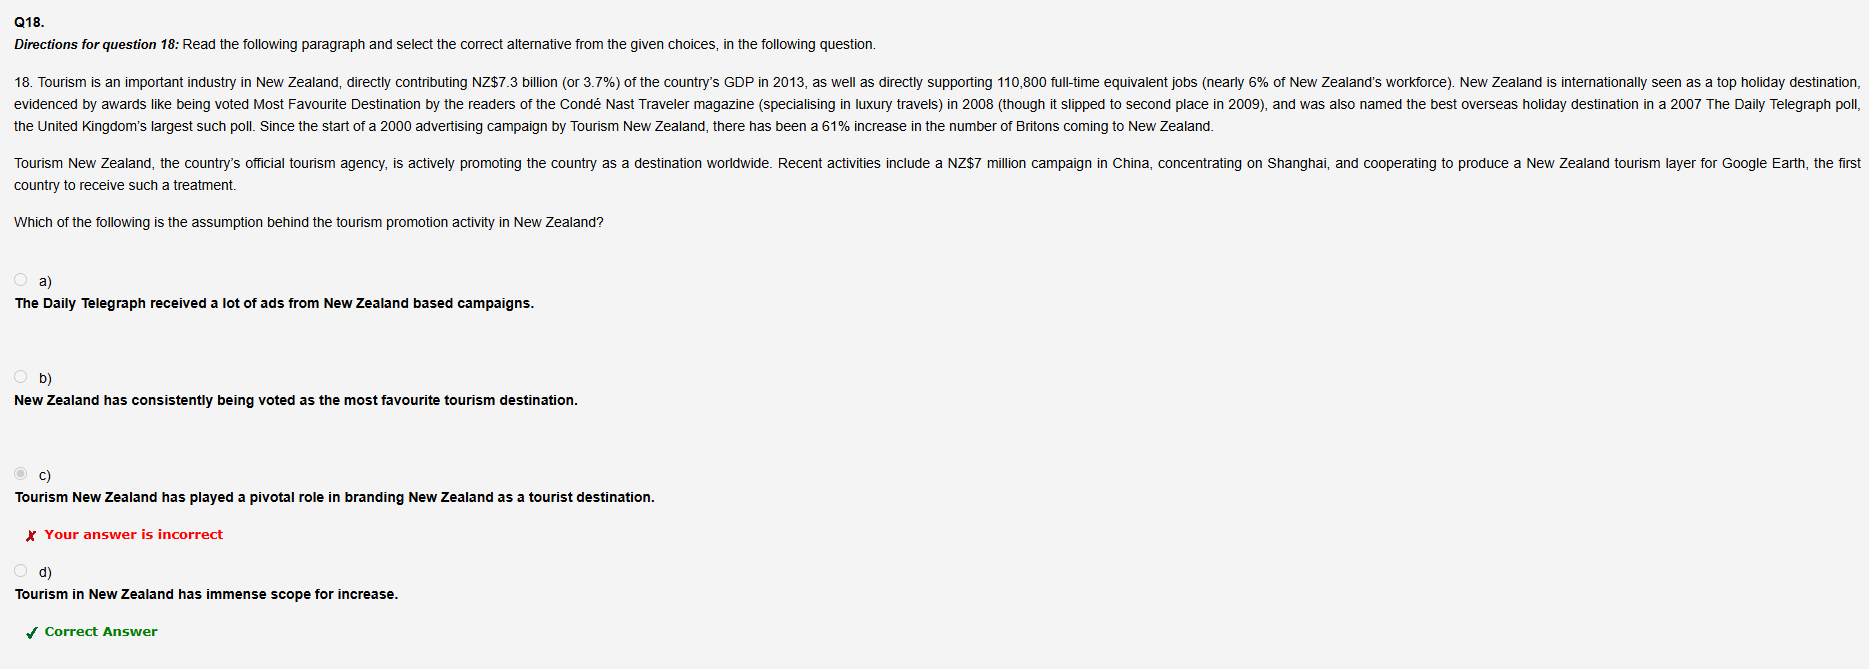 Q18.
Directions for question 18: Read the following paragraph and select the correct alternative from the given choices, in the following question.
18. Tourism is an important industry in New Zealand, directly contributing NZ$7.3 billion (or 3.7%) of the country's GDP in 2013, as well as directly supporting 110,800 full-time equivalent jobs (nearly 6% of New Zealand's workforce). New Zealand is internationally seen as a top holiday destination,
evidenced by awards like being voted Most Favourite Destination by the readers of the Condé Nast Traveler magazine (specialising in luxury travels) in 2008 (though it slipped to second place in 2009), and was also named the best overseas holiday destination in a 2007 The Daily Telegraph poll,
the United Kingdom's largest such poll. Since the start of a 2000 advertising campaign by Tourism New Zealand, there has been a 61% increase in the number of Britons coming to New Zealand.
Tourism New Zealand, the country's official tourism agency, is actively promoting the country as a destination worldwide. Recent activities include a NZ$7 million campaign in China, concentrating on Shanghai, and cooperating to produce a New Zealand tourism layer for Google Earth, the first
country to receive such a treatment.
Which of the following is the assumption behind the tourism promotion activity in New Zealand?
a)
The Daily Telegraph received a lot of ads from New Zealand based campaigns.
b)
New Zealand has consistently being voted as the most favourite tourism destination.
c)
Tourism New Zealand has played a pivotal role in branding New Zealand as a tourist destination.
✗ Your answer is incorrect
d)
Tourism in New Zealand has immense scope for increase.
✓ Correct Answer